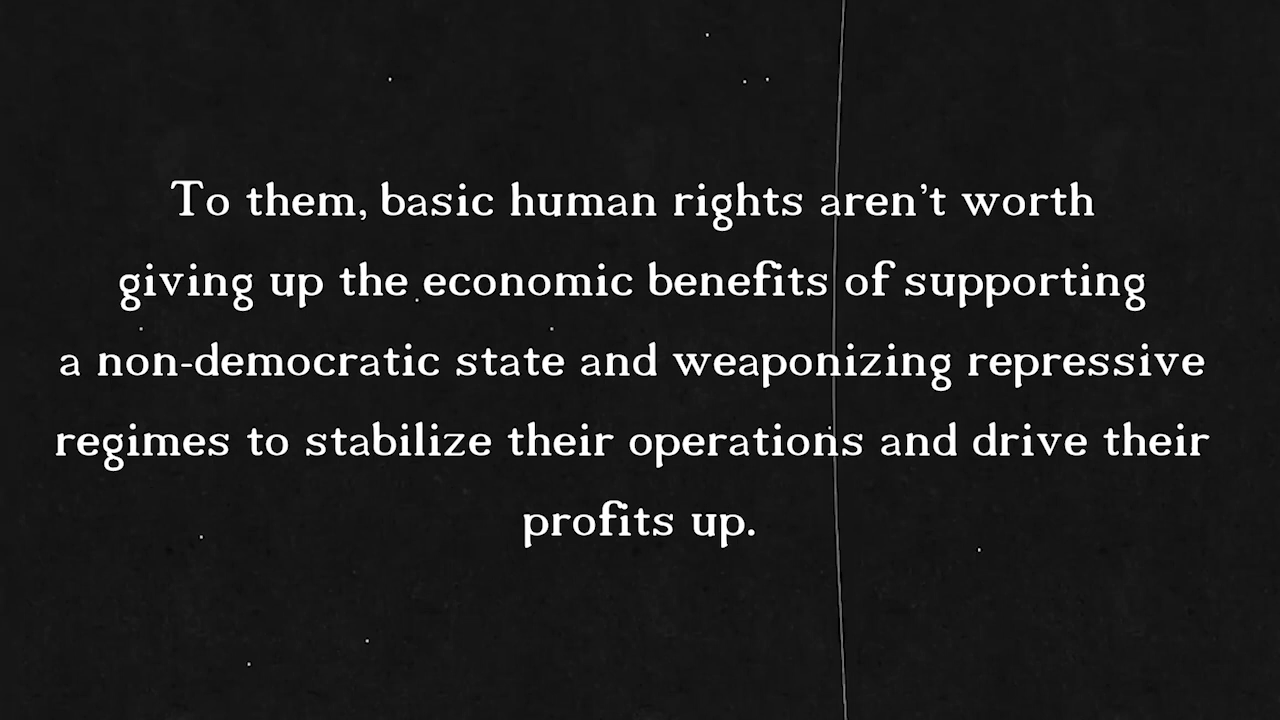 To them, basic human rights aren't worth
giving up the economic benefits of supporting
a non-democratic state and weaponizing repressive
regimes to stabilize their operations and drive their
profits up.